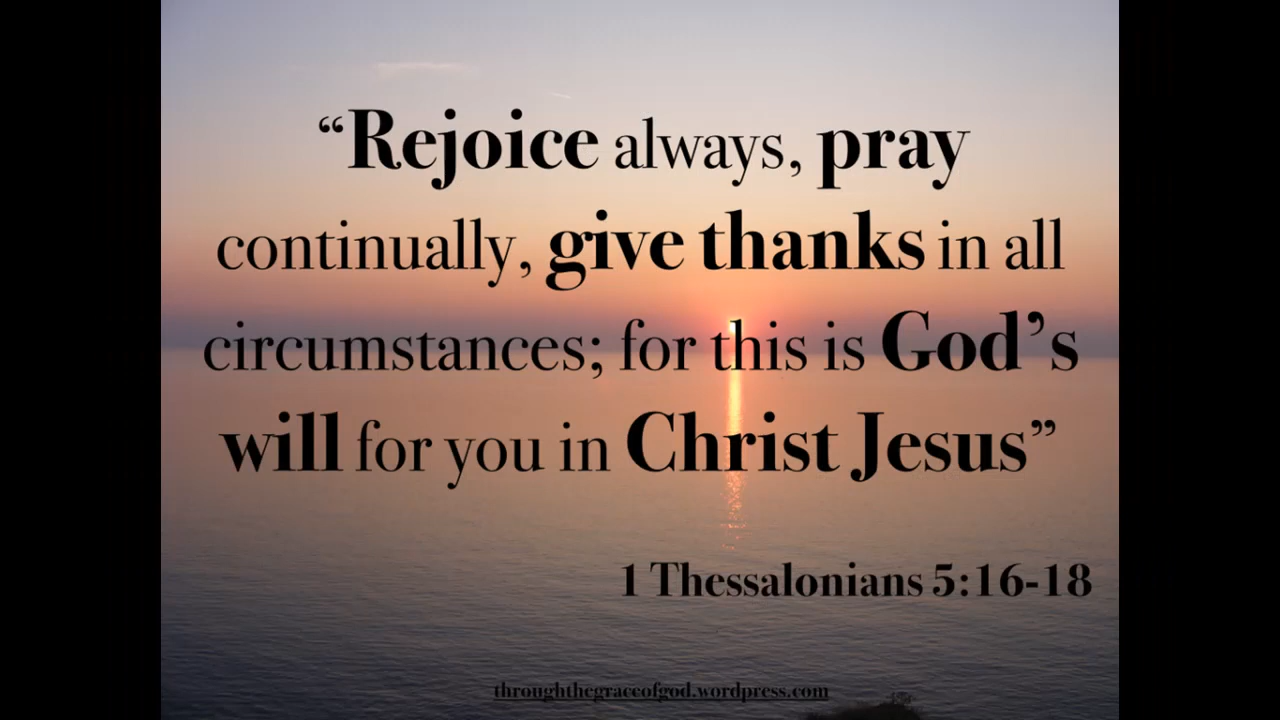 “Rejoice always, pray
continually, give thanks in all
circumstances; for this is God’s
will for you in Christ Jesus”
1 Thessalonians 5:16-18
throughthegraceofgod.wordpress.com